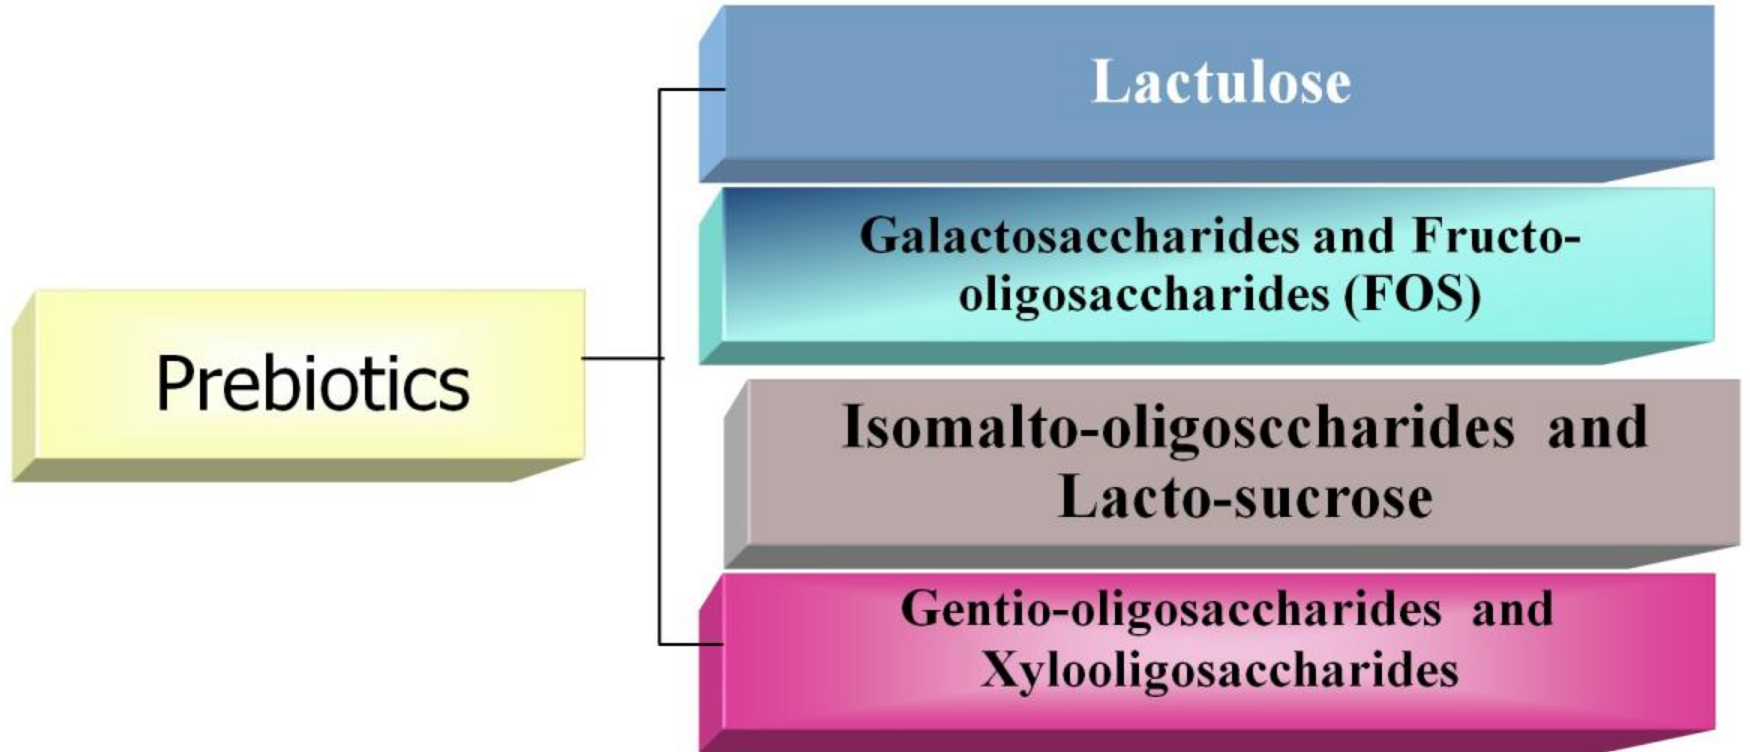 Prebiotics
Lactulose
Galactosaccharides and Fructo-
oligosaccharides (FOS)
Isomalto-oligosccharides and
Lacto-sucrose
Gentio-oligosaccharides and
Xylooligosaccharides